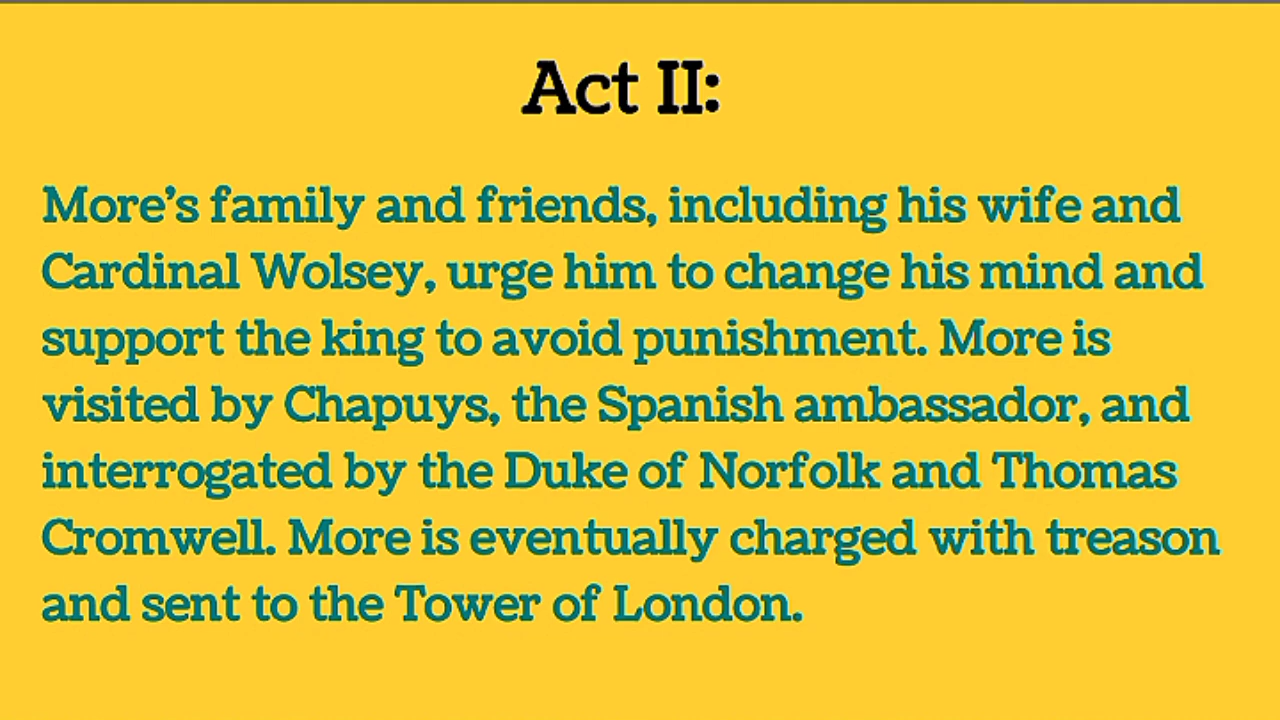 Act II:
More's family and friends, including his wife and
Cardinal Wolsey, urge him to change his mind and
support the king to avoid punishment. More is
visited by Chapuys, the Spanish ambassador, and
interrogated by the Duke of Norfolk and Thomas
Cromwell. More is eventually charged with treason
and sent to the Tower of London.